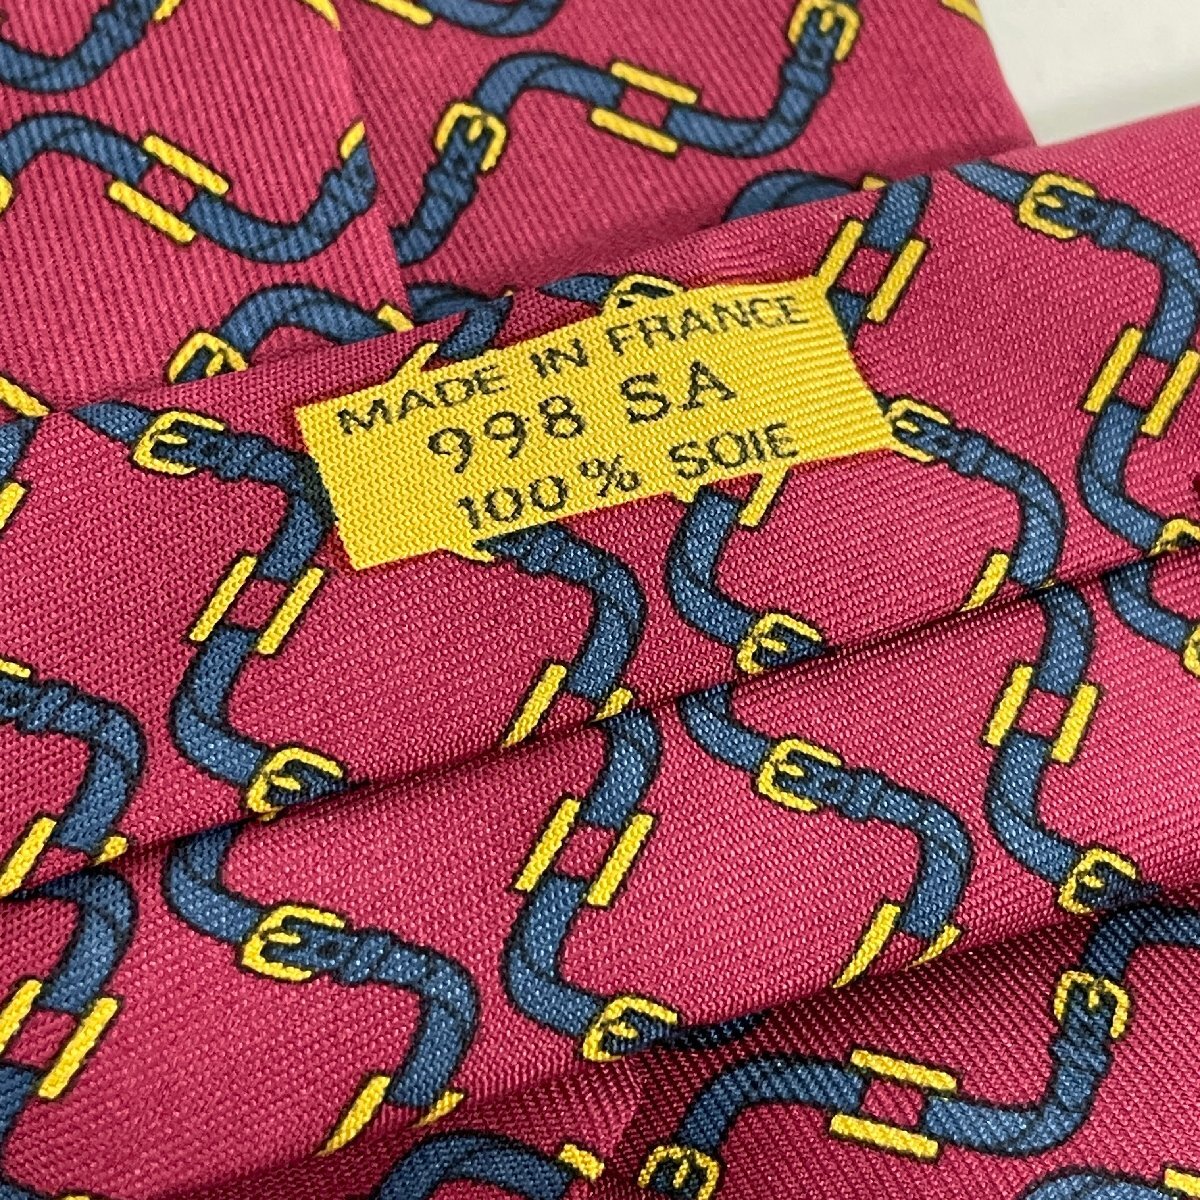 MADE IN FRANCE
998 SA
100% SOIE